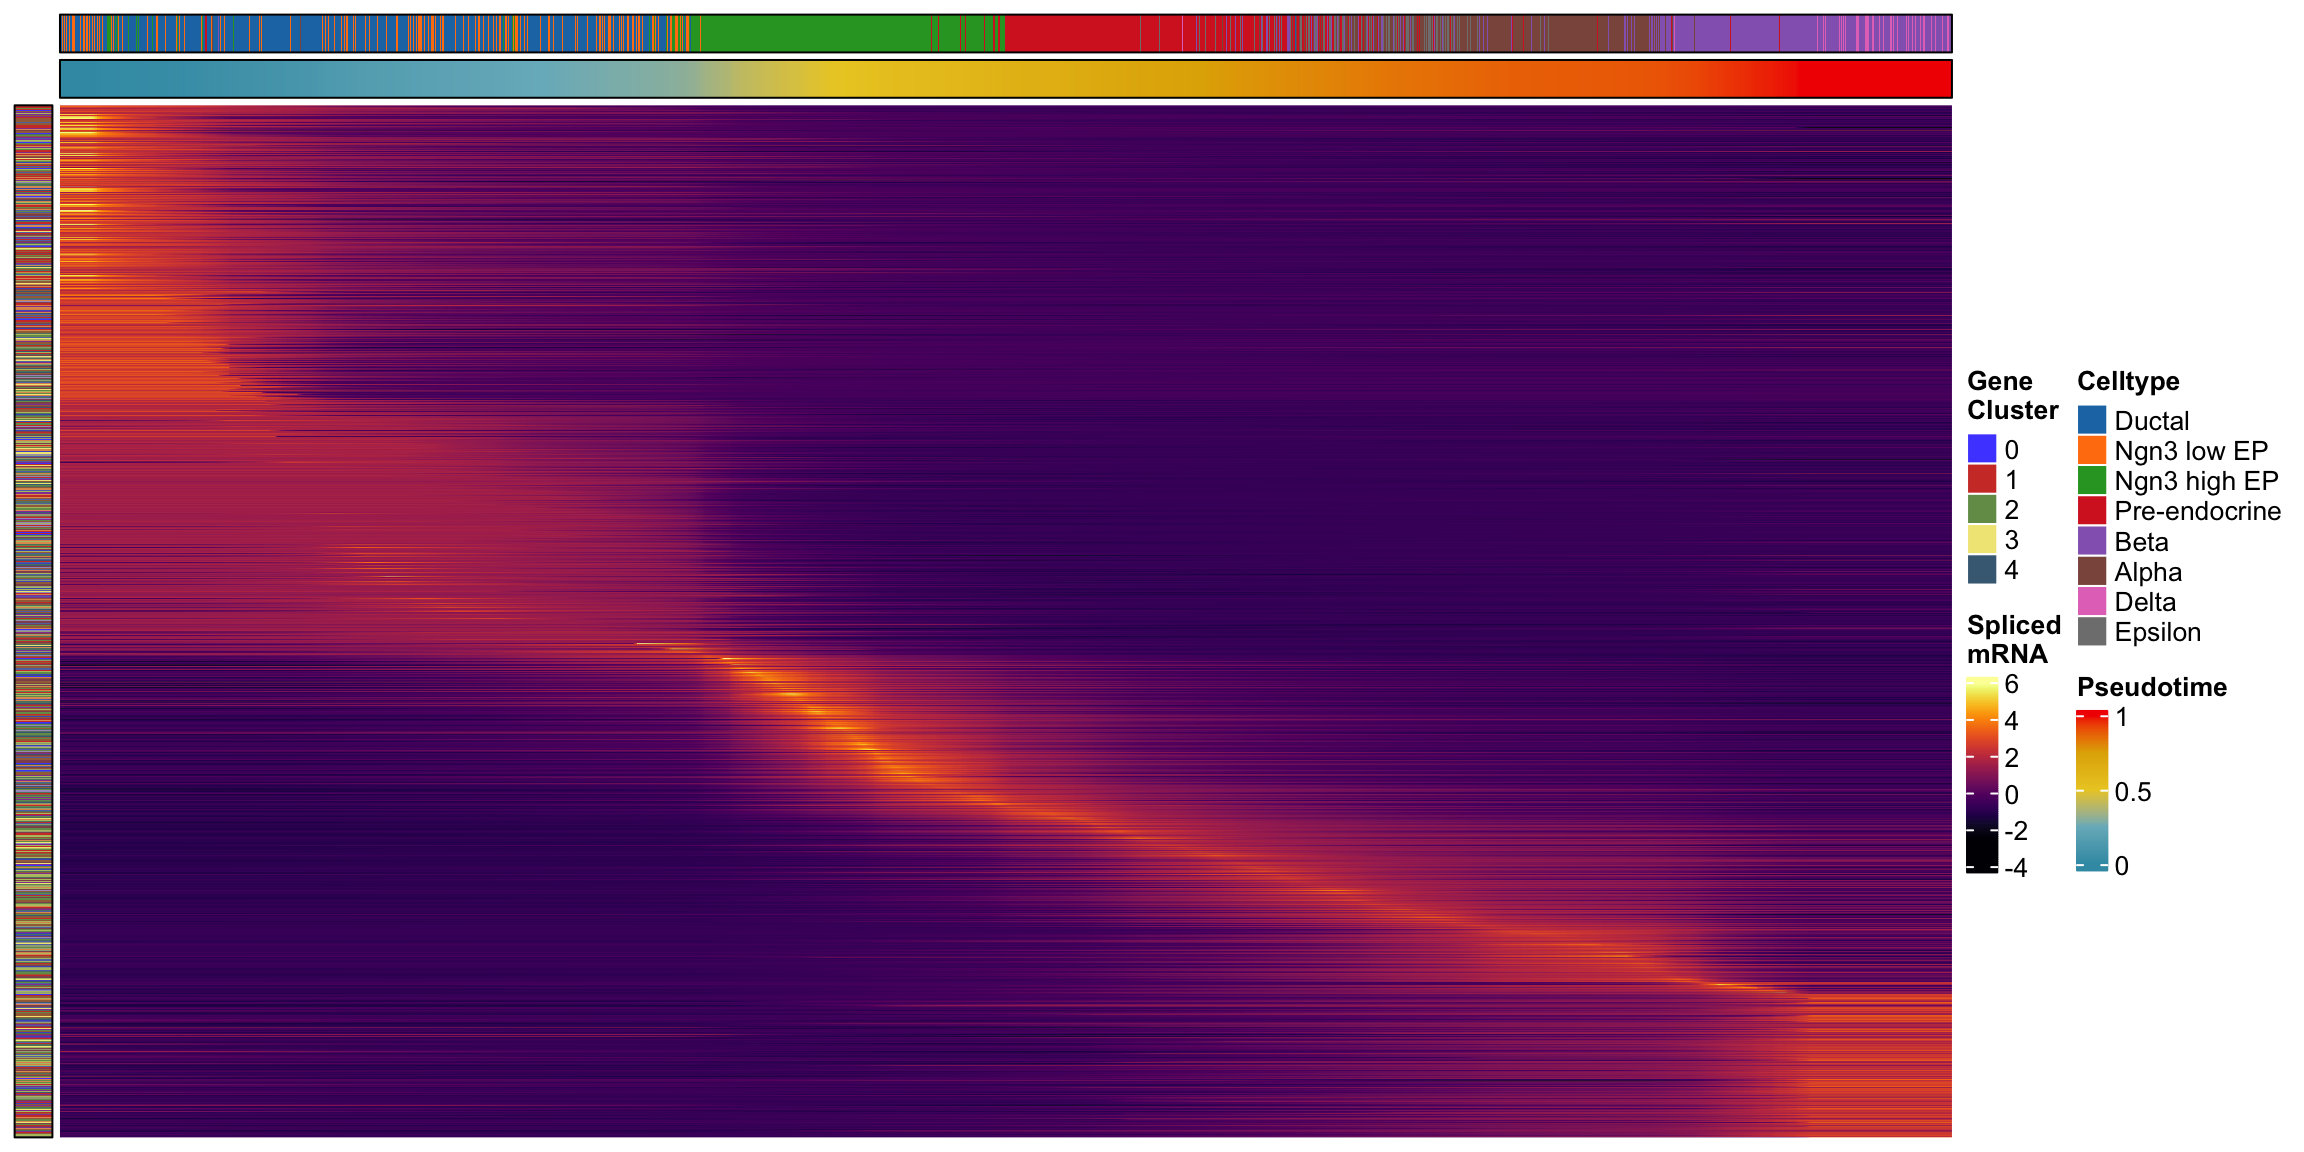 Gene
Cluster
0
1
2
3
4
Spliced
mRNA
6
4
2
0
-2
-4
Celltype
Ductal
Ngn3 low EP
Ngn3 high EP
Pre-endocrine
Beta
Alpha
Delta
Epsilon
Pseudotime
1
0.5
0